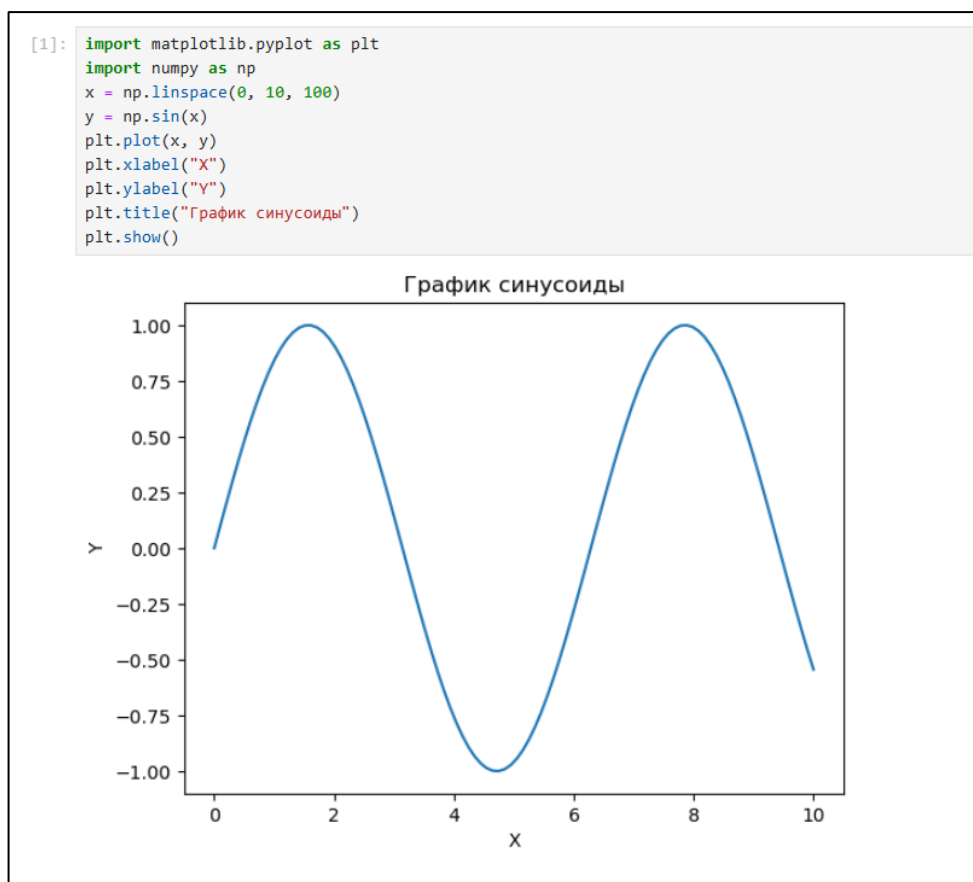 [1]: import matplotlib.pyplot as plt
import numpy as np
x = np.linspace(0, 10, 100)
y = np.sin(x)
plt.plot(x, y)
plt.xlabel("X")
plt.ylabel("Y")
plt.title("График синусоиды")
plt.show()
График синусоиды
1.00
0.75
0.50
0.25
0.00
−0.25
−0.50
−0.75
−1.00
Y
0 2 4 6 8 10
X